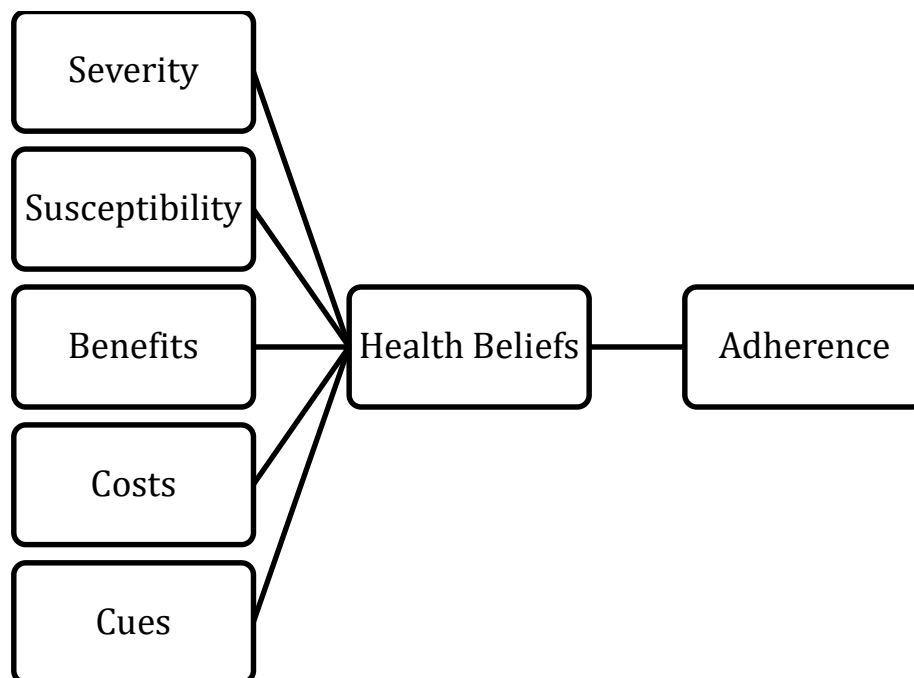 Severity
Susceptibility
Benefits
Costs
Cues
Health Beliefs
Adherence